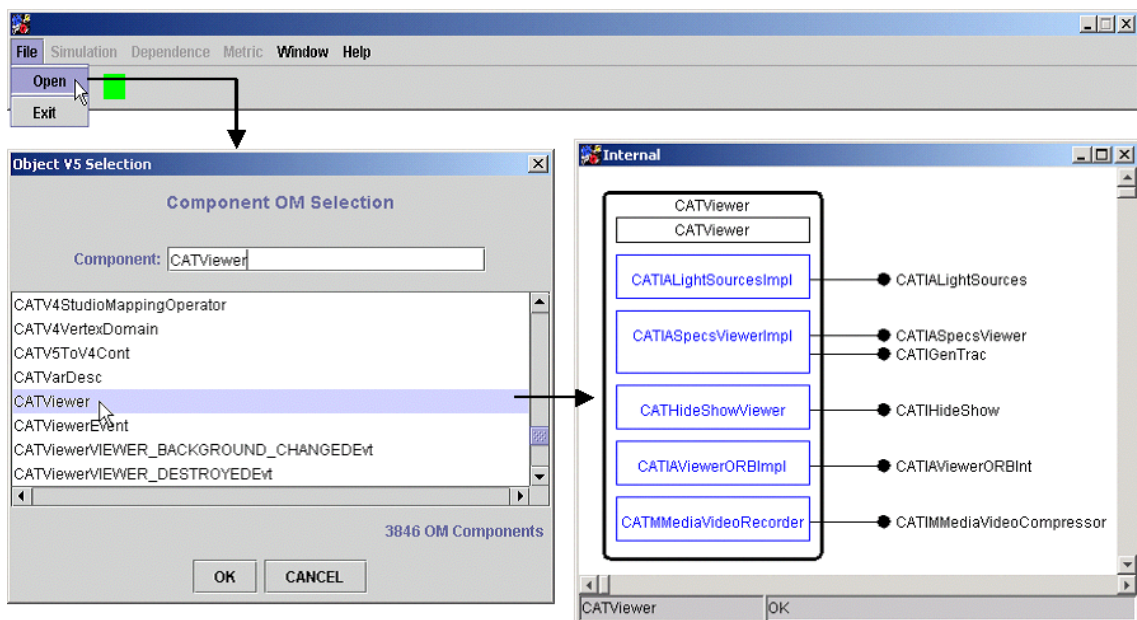 File Simulation Dependence Metric Window Help
Open
Exit
Object V5 Selection
Component OM Selection
Component: CATViewer
CATV4StudioMappingOperator
CATV4VertexDomain
CATV5ToV4Cont
CATVarDesc
CATViewer
CATViewerEvent
CATViewerVIEWER_BACKGROUND_CHANGEDEvt
CATViewerVIEWER_DESTROYEDEvt
3846 OM Components
OK CANCEL
Internal
CATViewer
CATViewer
CATIALightSourcesImpl CATIALightSources
CATIASpecsViewerImpl CATIASpecsViewer
CATIGenTrac
CATHideShowViewer CATIHideShow
CATIAViewerORBImpl CATIAViewerORBInt
CATMMediaVideoRecorder CATIMMediaVideoCompressor
CATViewer OK